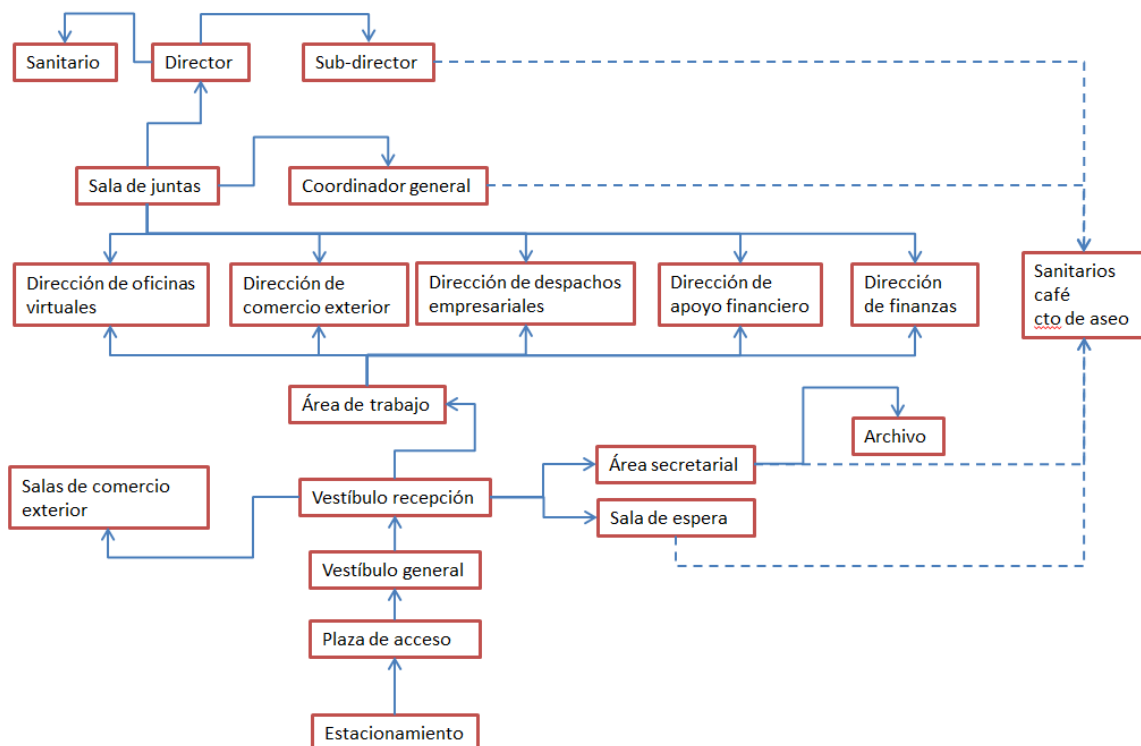 Sanitario
Director
Sub-director
Sala de juntas
Coordinador general
Dirección de oficinas
virtuales
Dirección de
comercio exterior
Dirección de despachos
empresariales
Dirección de
apoyo financiero
Dirección
de finanzas
Sanitarios
café
cto de aseo
Área de trabajo
Archivo
Área secretarial
Salas de comercio
exterior
Vestíbulo recepción
Sala de espera
Vestíbulo general
Plaza de acceso
Estacionamiento